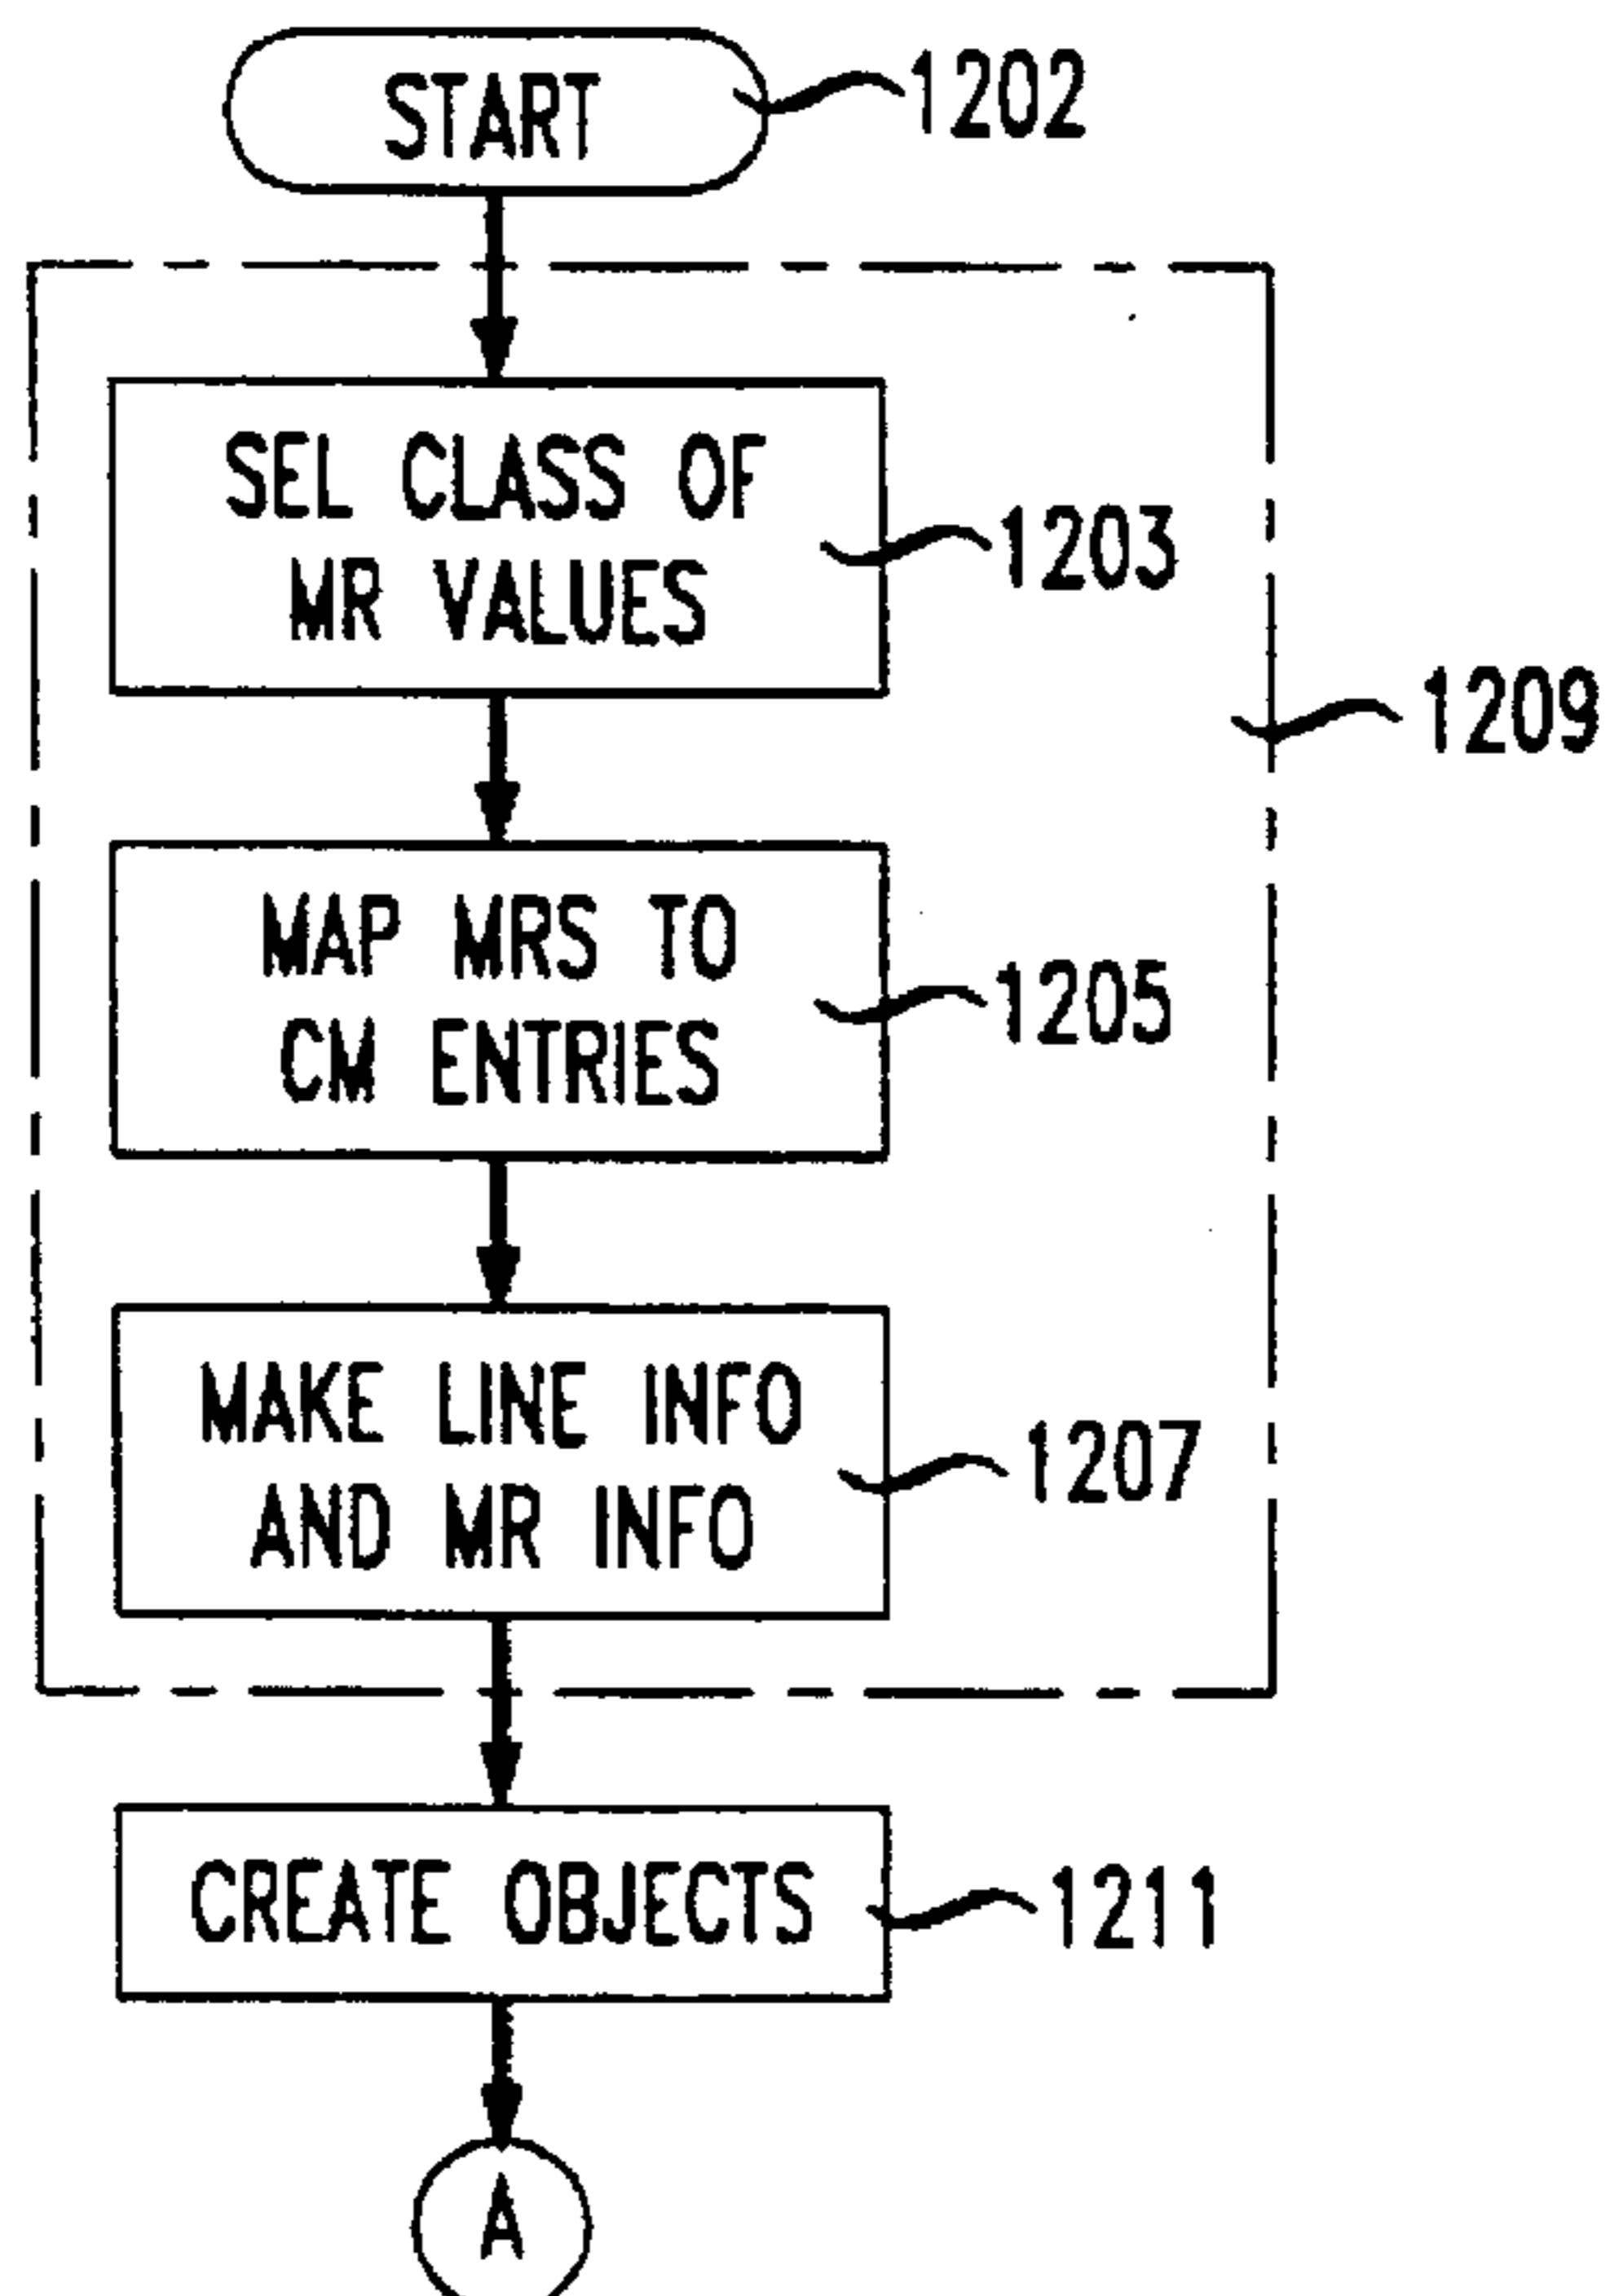 START
1202
SEL CLASS OF
MR VALUES
1203
1209
MAP MRS TO
CM ENTRIES
1205
MAKE LINE INFO
AND MR INFO
1207
CREATE OBJECTS
1211
A